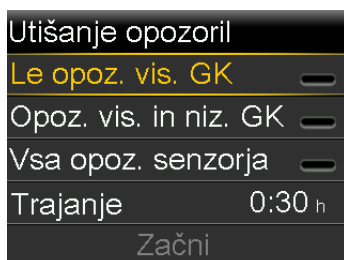 Utišanje opozoril
Le opoz. vis. GK
Opoz. vis. in niz. GK
Vsa opoz. senzorja
Trajanje 0:30 h
Začni